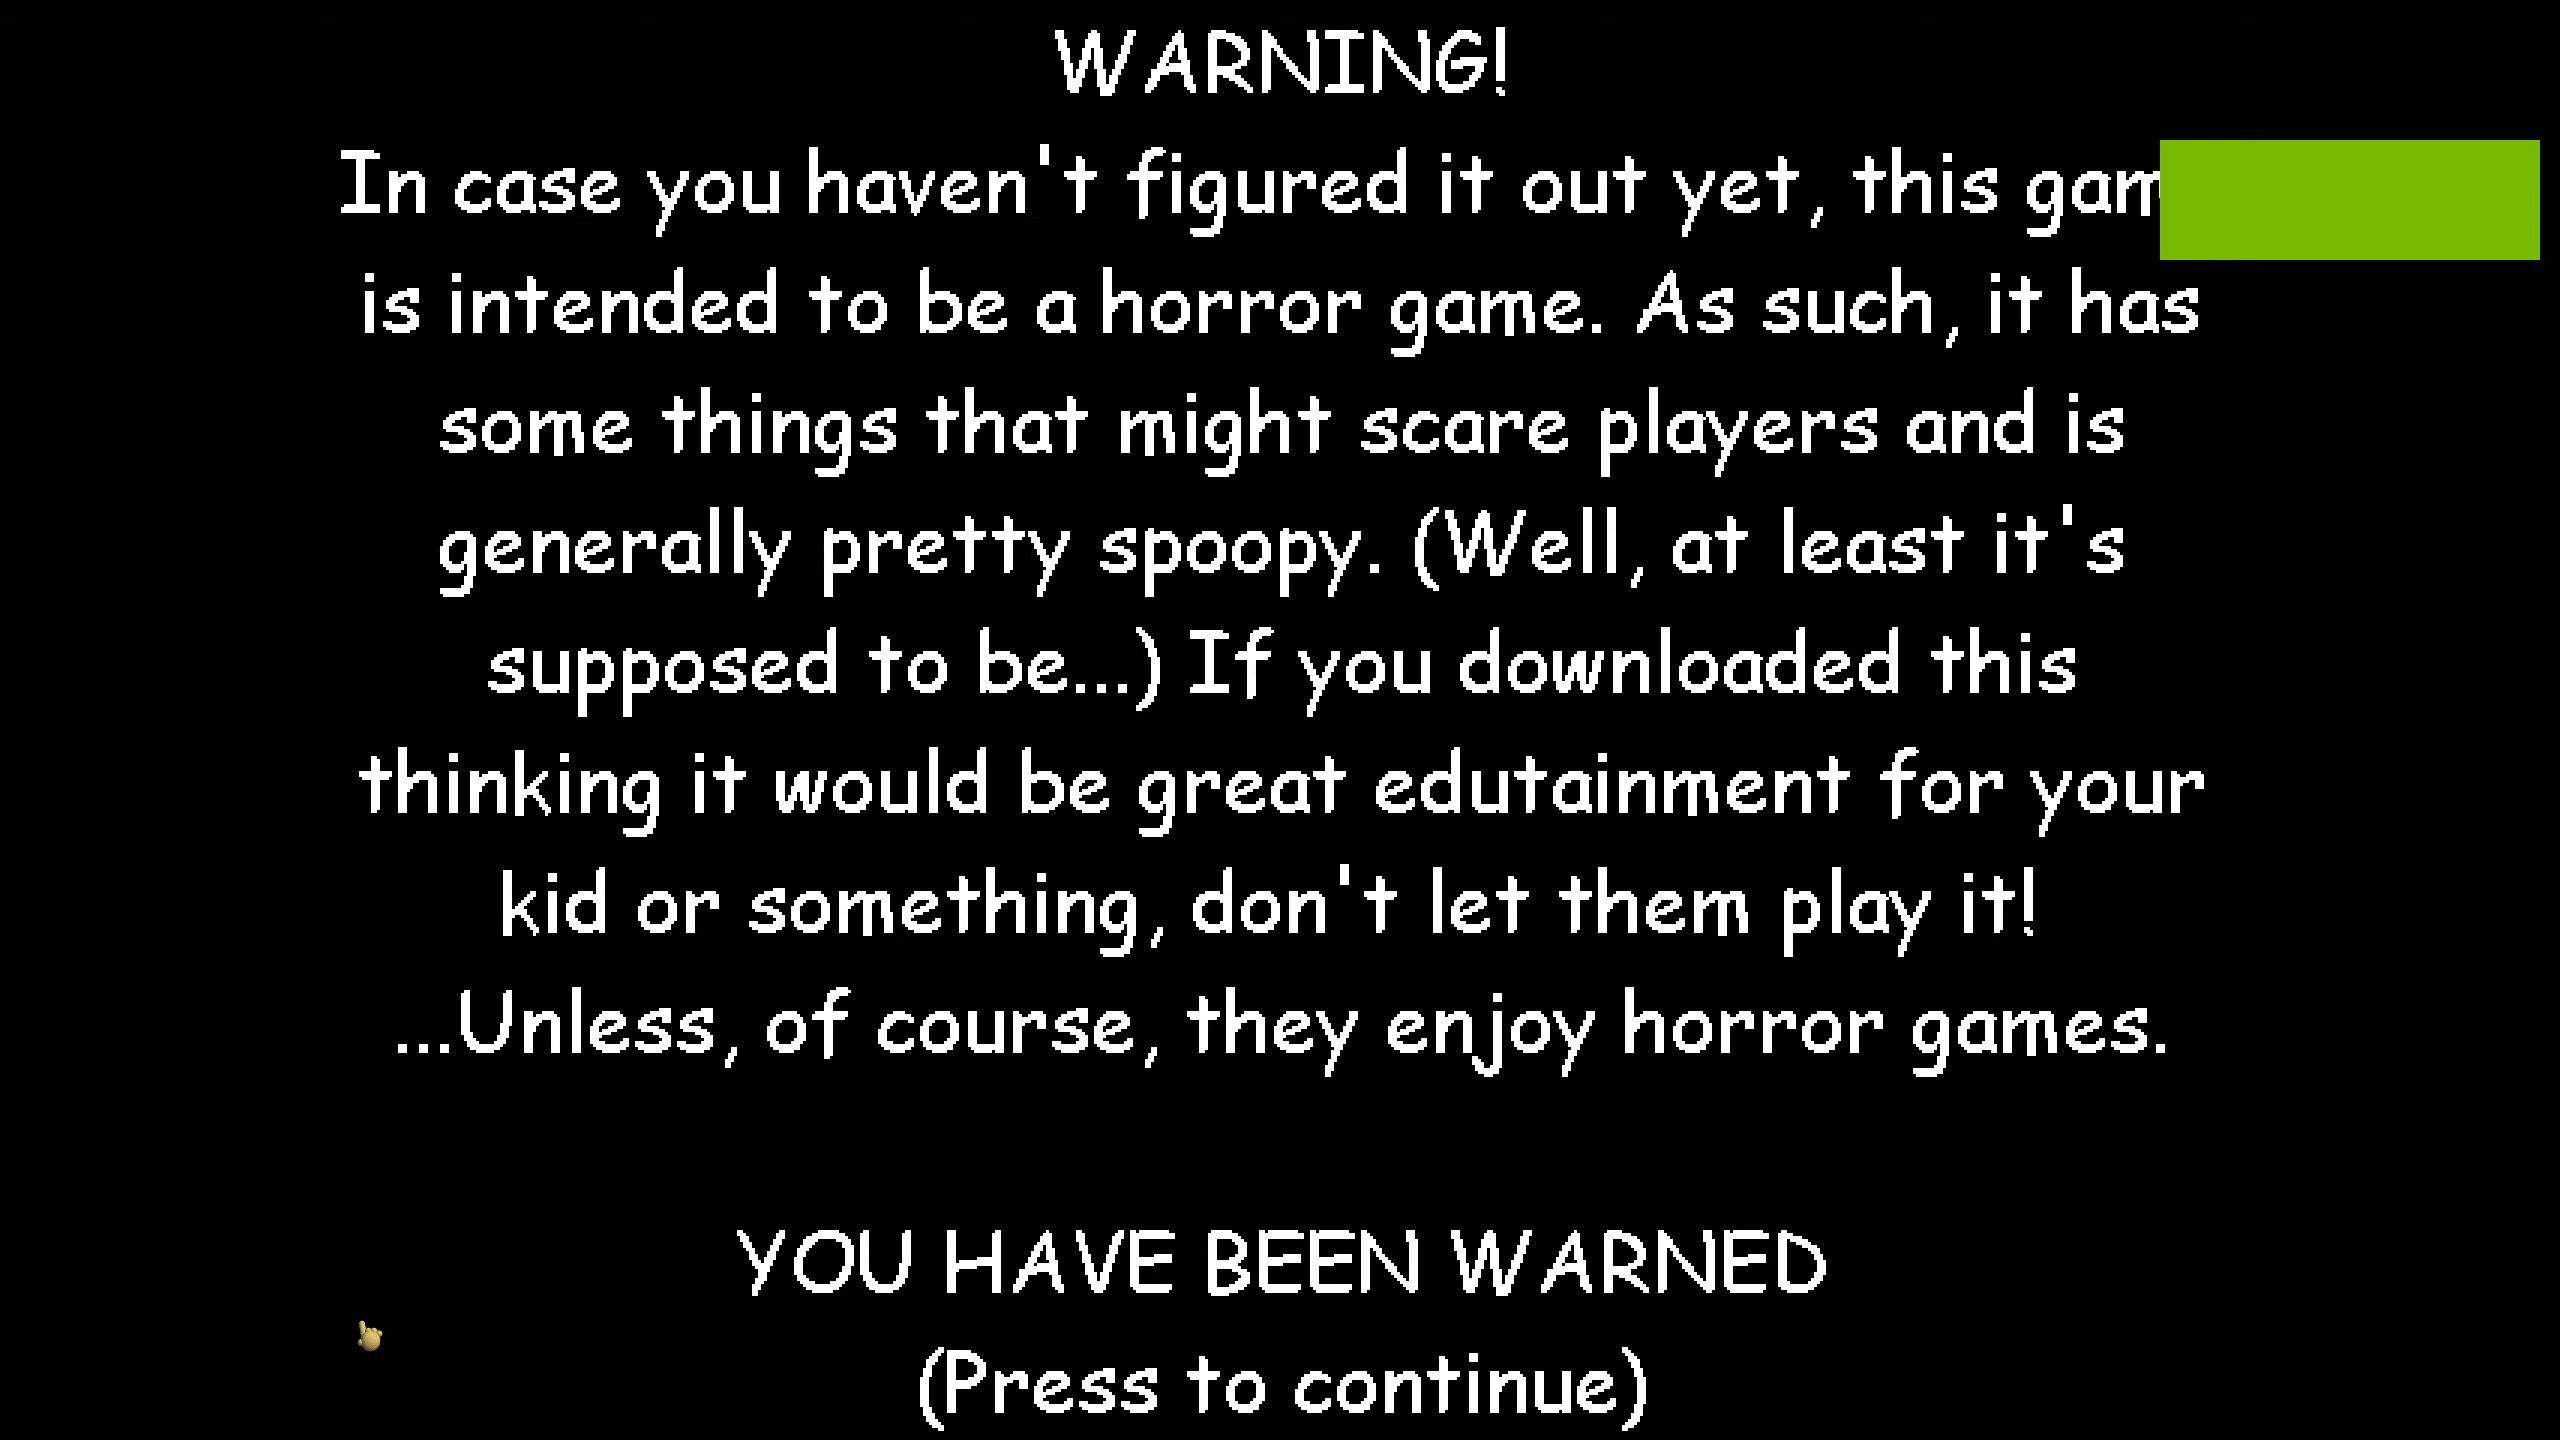 WARNING!
In case you haven't figured it out yet, this gam
is intended to be a horror game. As such, it has
some things that might scare players and is
generally pretty spoopy. (Well, at least it's
supposed to be...) If you downloaded this
thinking it would be great edutainment for your
kid or something, don't let them play it!
...Unless, of course, they enjoy horror games.
YOU HAVE BEEN WARNED
(Press to continue)